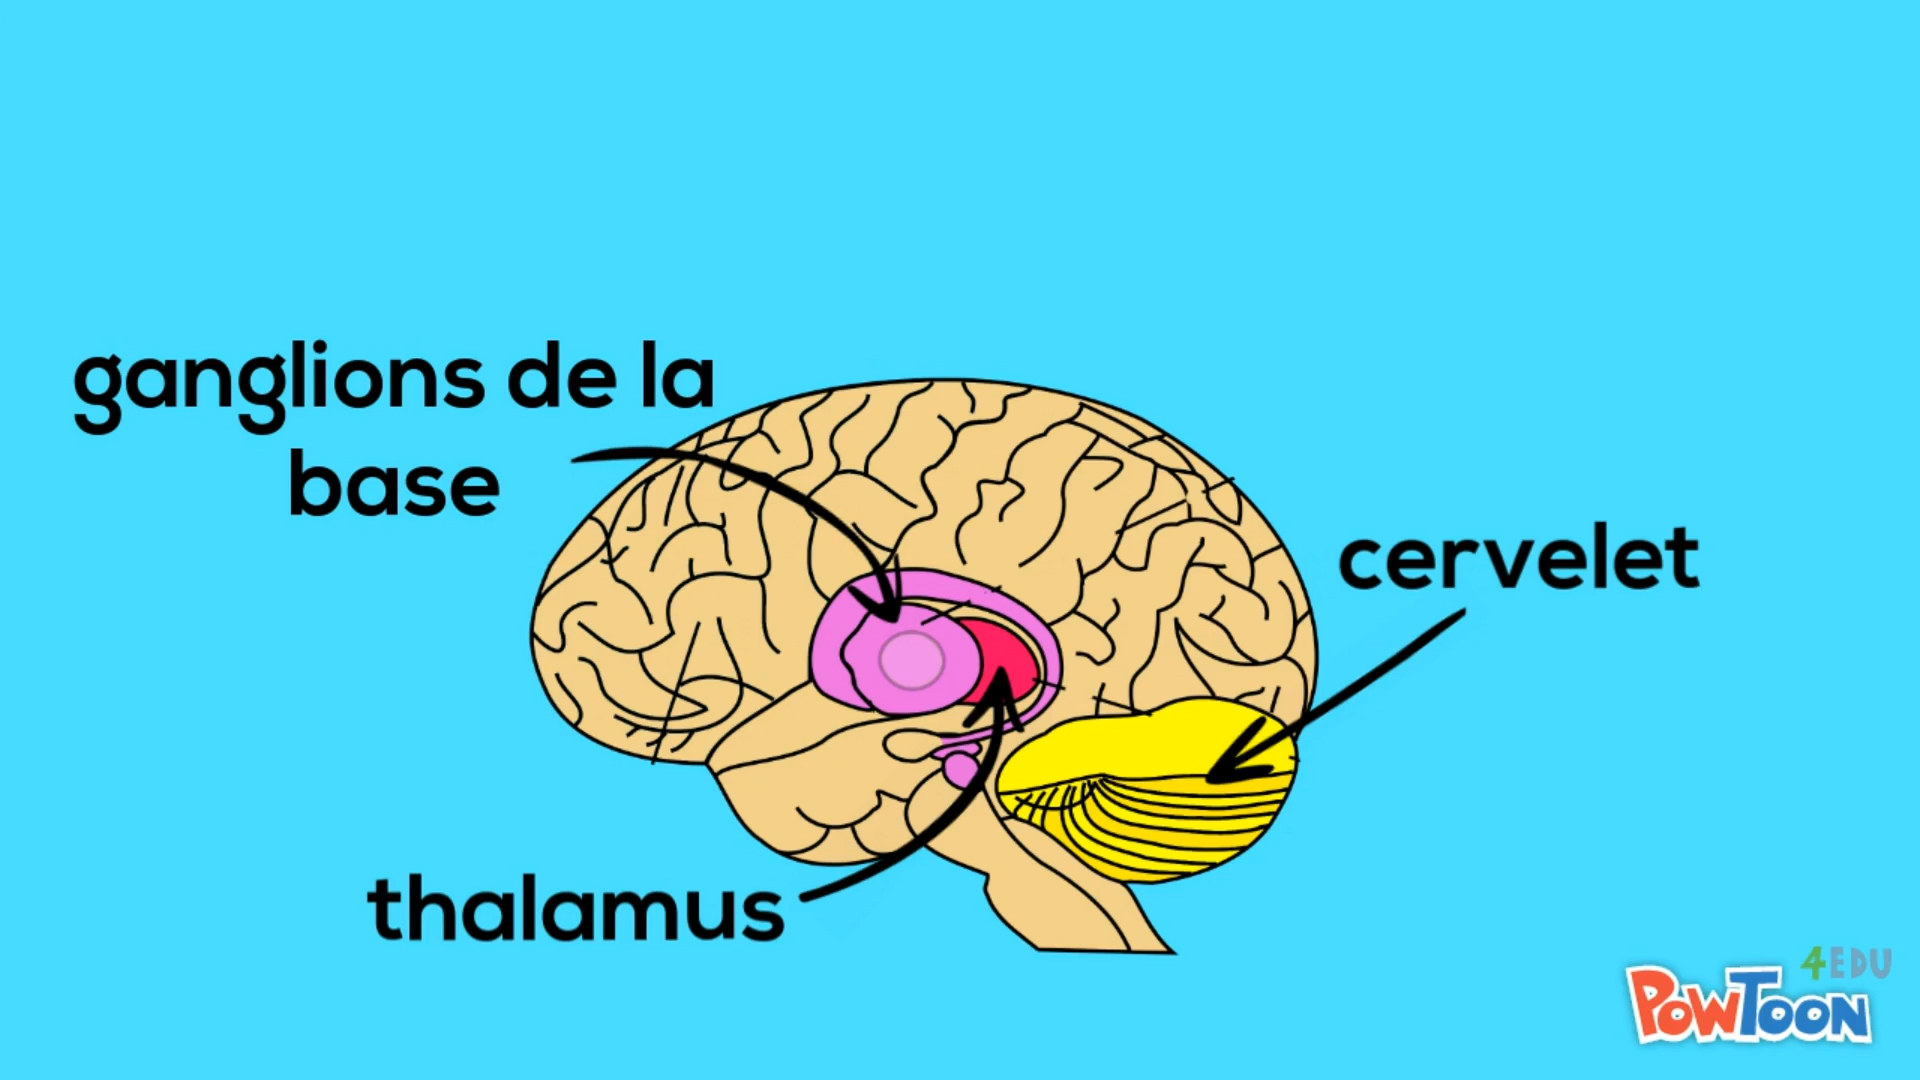 ganglions de la
base
cervelet
thalamus
4EDU
POWTOON